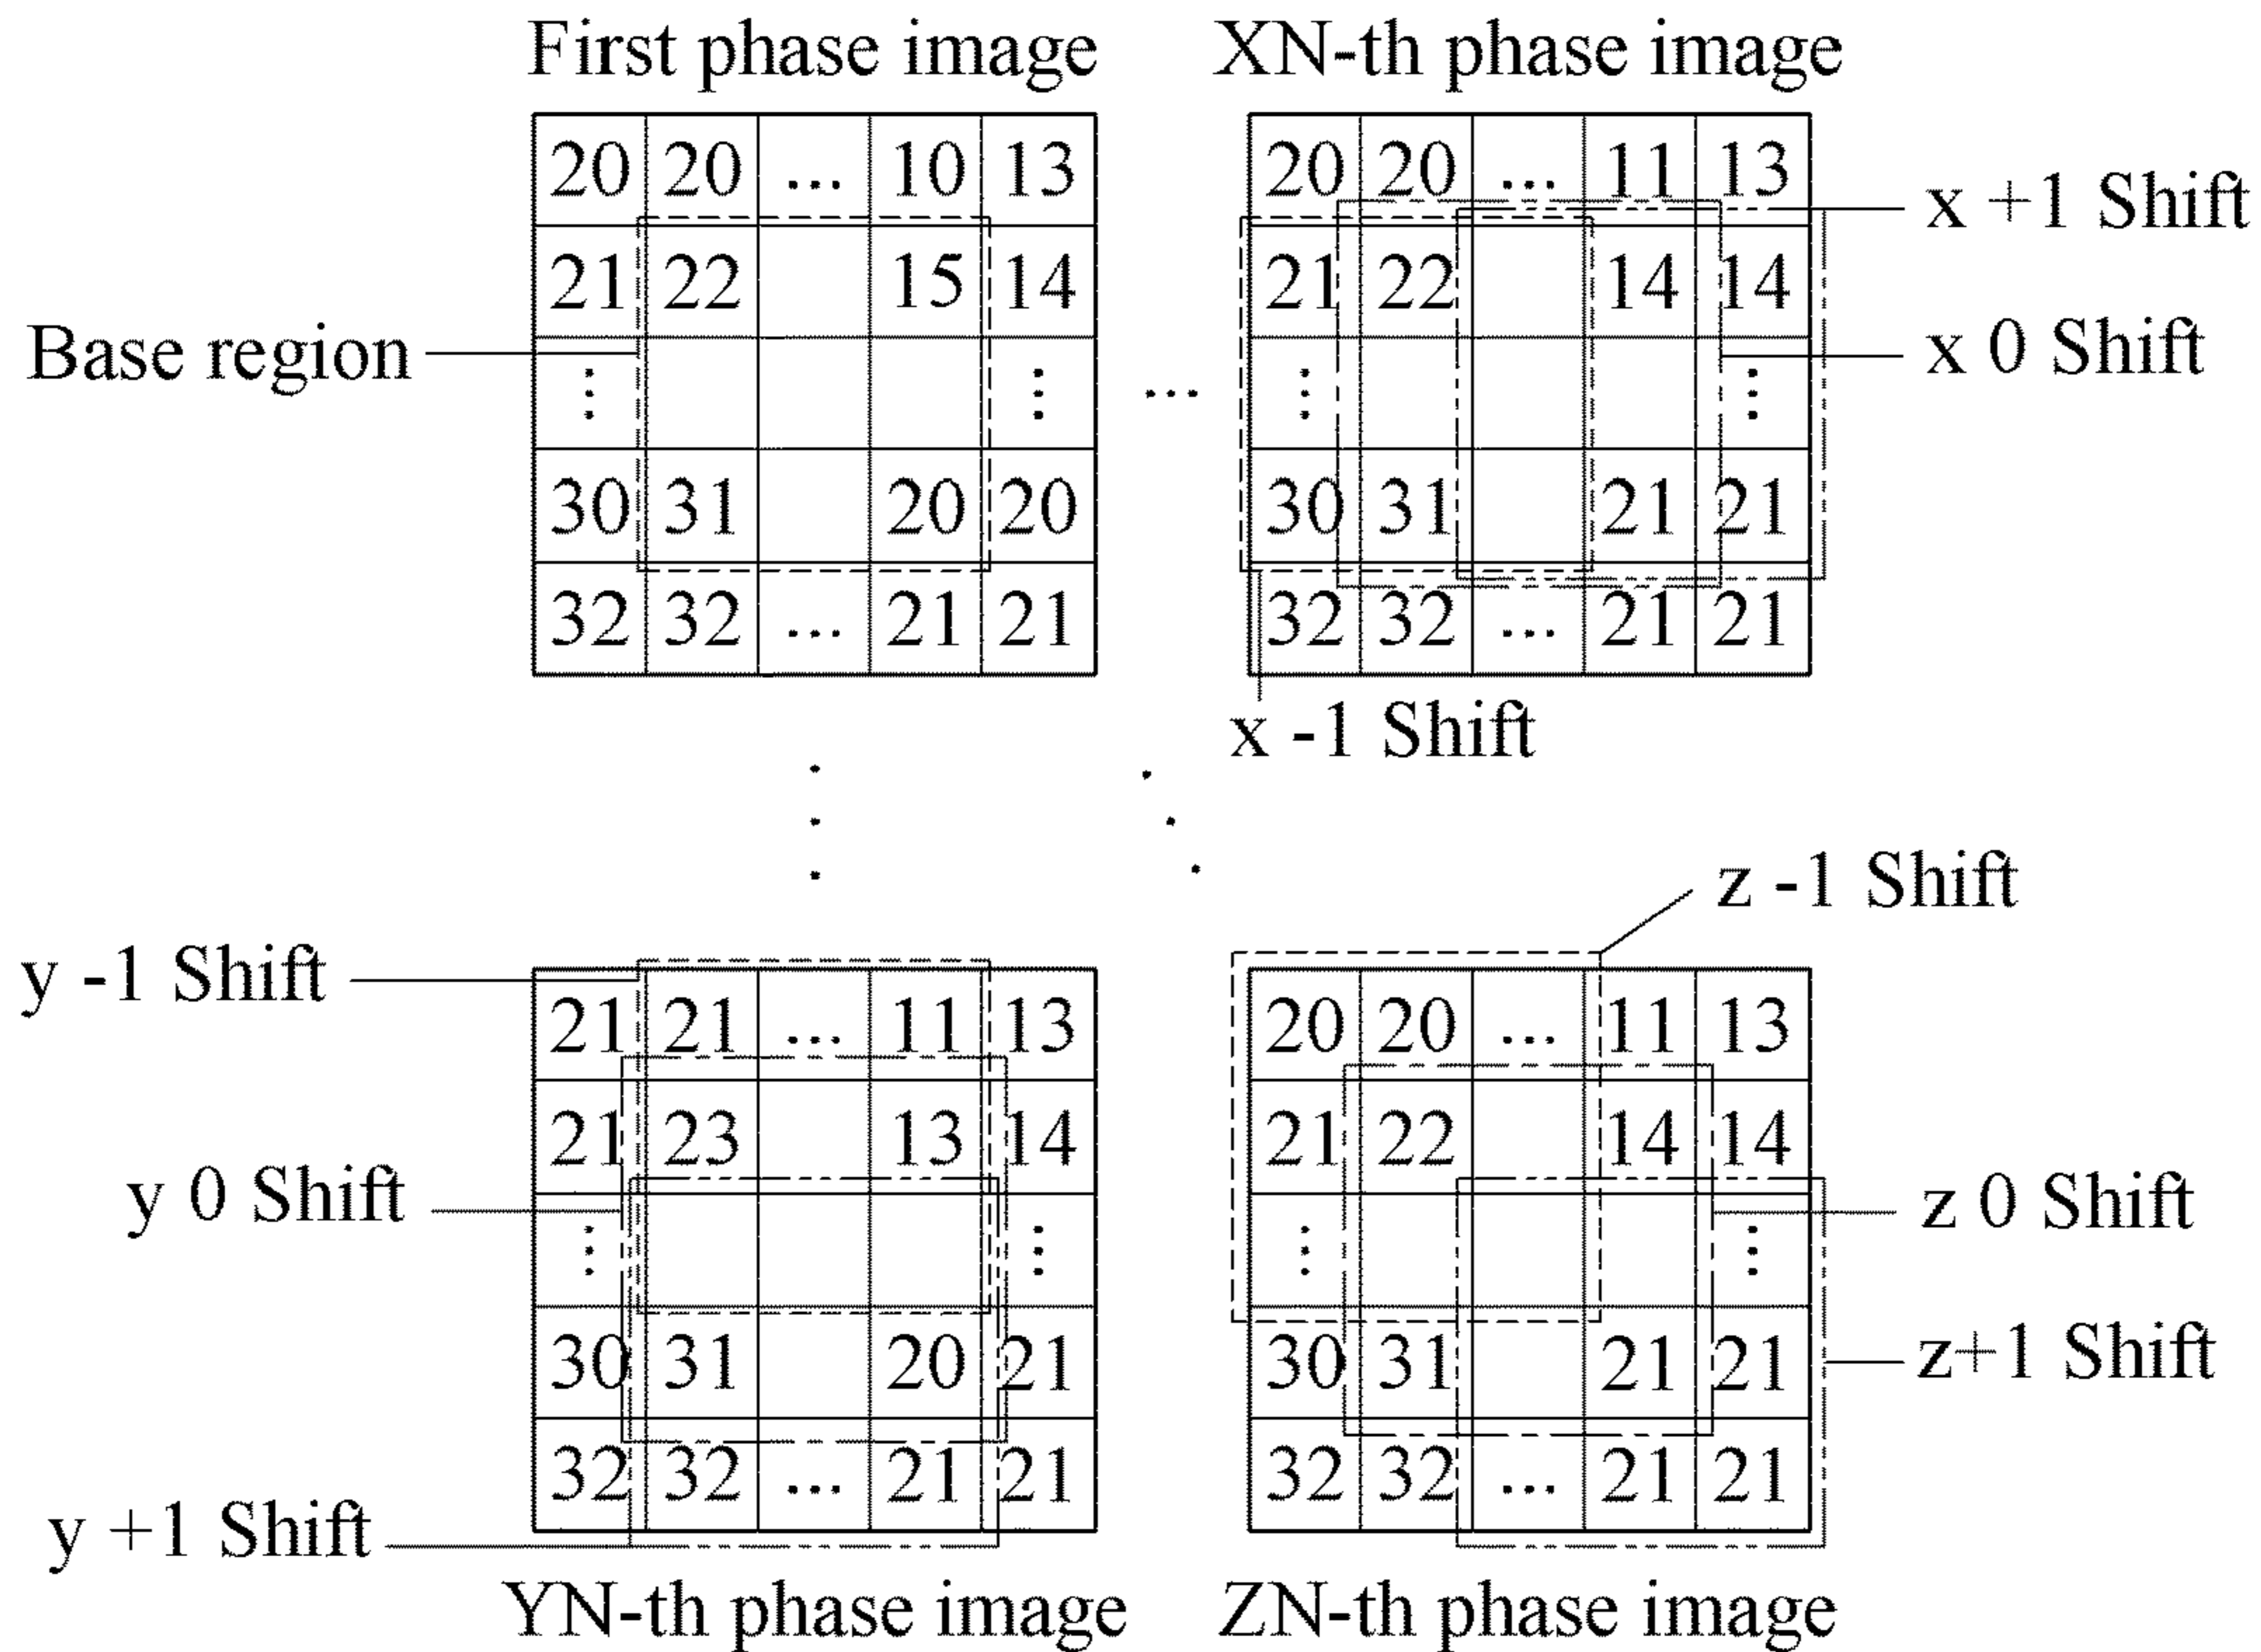 First phase image XN-th phase image
20 20 ... 10 13 20 20 ... 11 13
x +1 Shift
21 22 15 14 21 22 14 14
Base region ⋮ ⋮ ... ⋮ ⋮ x 0 Shift
30 31 20 20 30 31 21 21
32 32 ... 21 21 32 32 ... 21 21
x -1 Shift
z -1 Shift
y -1 Shift
21 21 ... 11 13 20 20 ... 11 13
21 23 13 14 21 22 14 14
y 0 Shift ⋮ ⋮ ⋮ ⋮ z 0 Shift
30 31 20 21 30 31 21 21 z+1 Shift
32 32 ... 21 21 32 32 ... 21 21
y +1 Shift
YN-th phase image ZN-th phase image